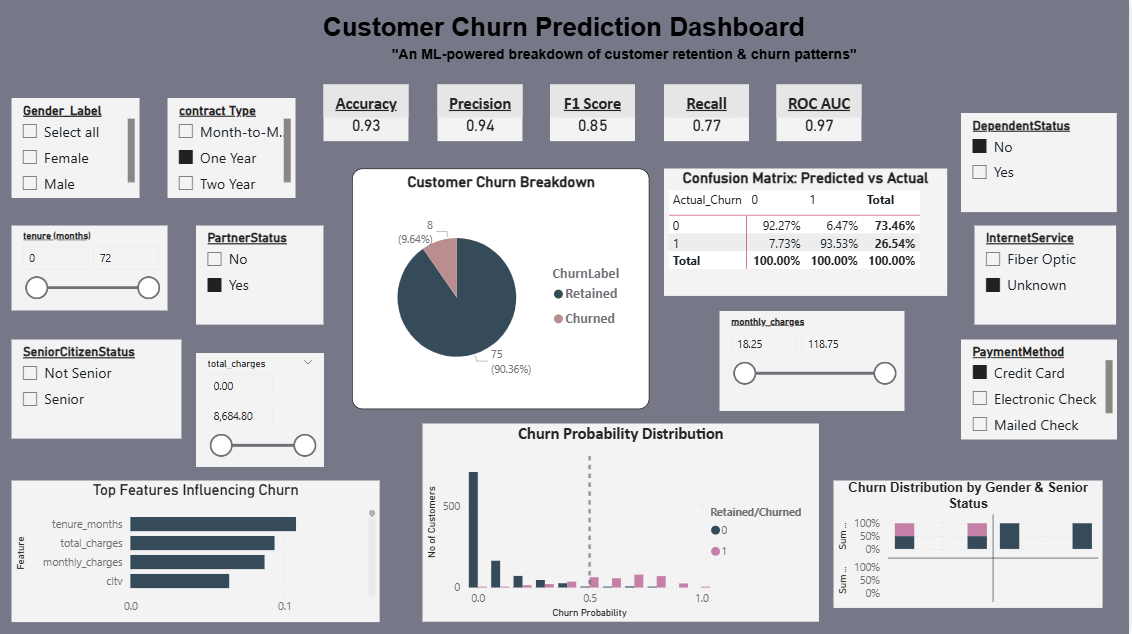 Customer Churn Prediction Dashboard
"An ML-powered breakdown of customer retention & churn patterns"
Gender_Label
Select all
Female
Male
contract Type
Month-to-M...
One Year
Two Year
Accuracy
0.93
Precision
0.94
F1 Score
0.85
Recall
0.77
ROC AUC
0.97
DependentStatus
No
Yes
tenure (months)
0 72
PartnerStatus
No
Yes
Customer Churn Breakdown
8
(9.64%)
75
(90.36%)
ChurnLabel
Retained
Churned
Confusion Matrix: Predicted vs Actual
Actual_Churn 0 1 Total
0 92.27% 6.47% 73.46%
1 7.73% 93.53% 26.54%
Total 100.00% 100.00% 100.00%
InternetService
Fiber Optic
Unknown
SeniorCitizenStatus
Not Senior
Senior
total_charges
0.00
8,684.80
monthly_charges
18.25 118.75
PaymentMethod
Credit Card
Electronic Check
Mailed Check
Top Features Influencing Churn
Feature
tenure_months
total_charges
monthly_charges
cltv
0.0 0.1
Churn Probability Distribution
No of Customers
500
0
0.0 0.5 1.0
Churn Probability
Retained/Churned
0
1
Churn Distribution by Gender & Senior
Status
Sum ...
100%
50%
0%
Sum ...
100%
50%
0%